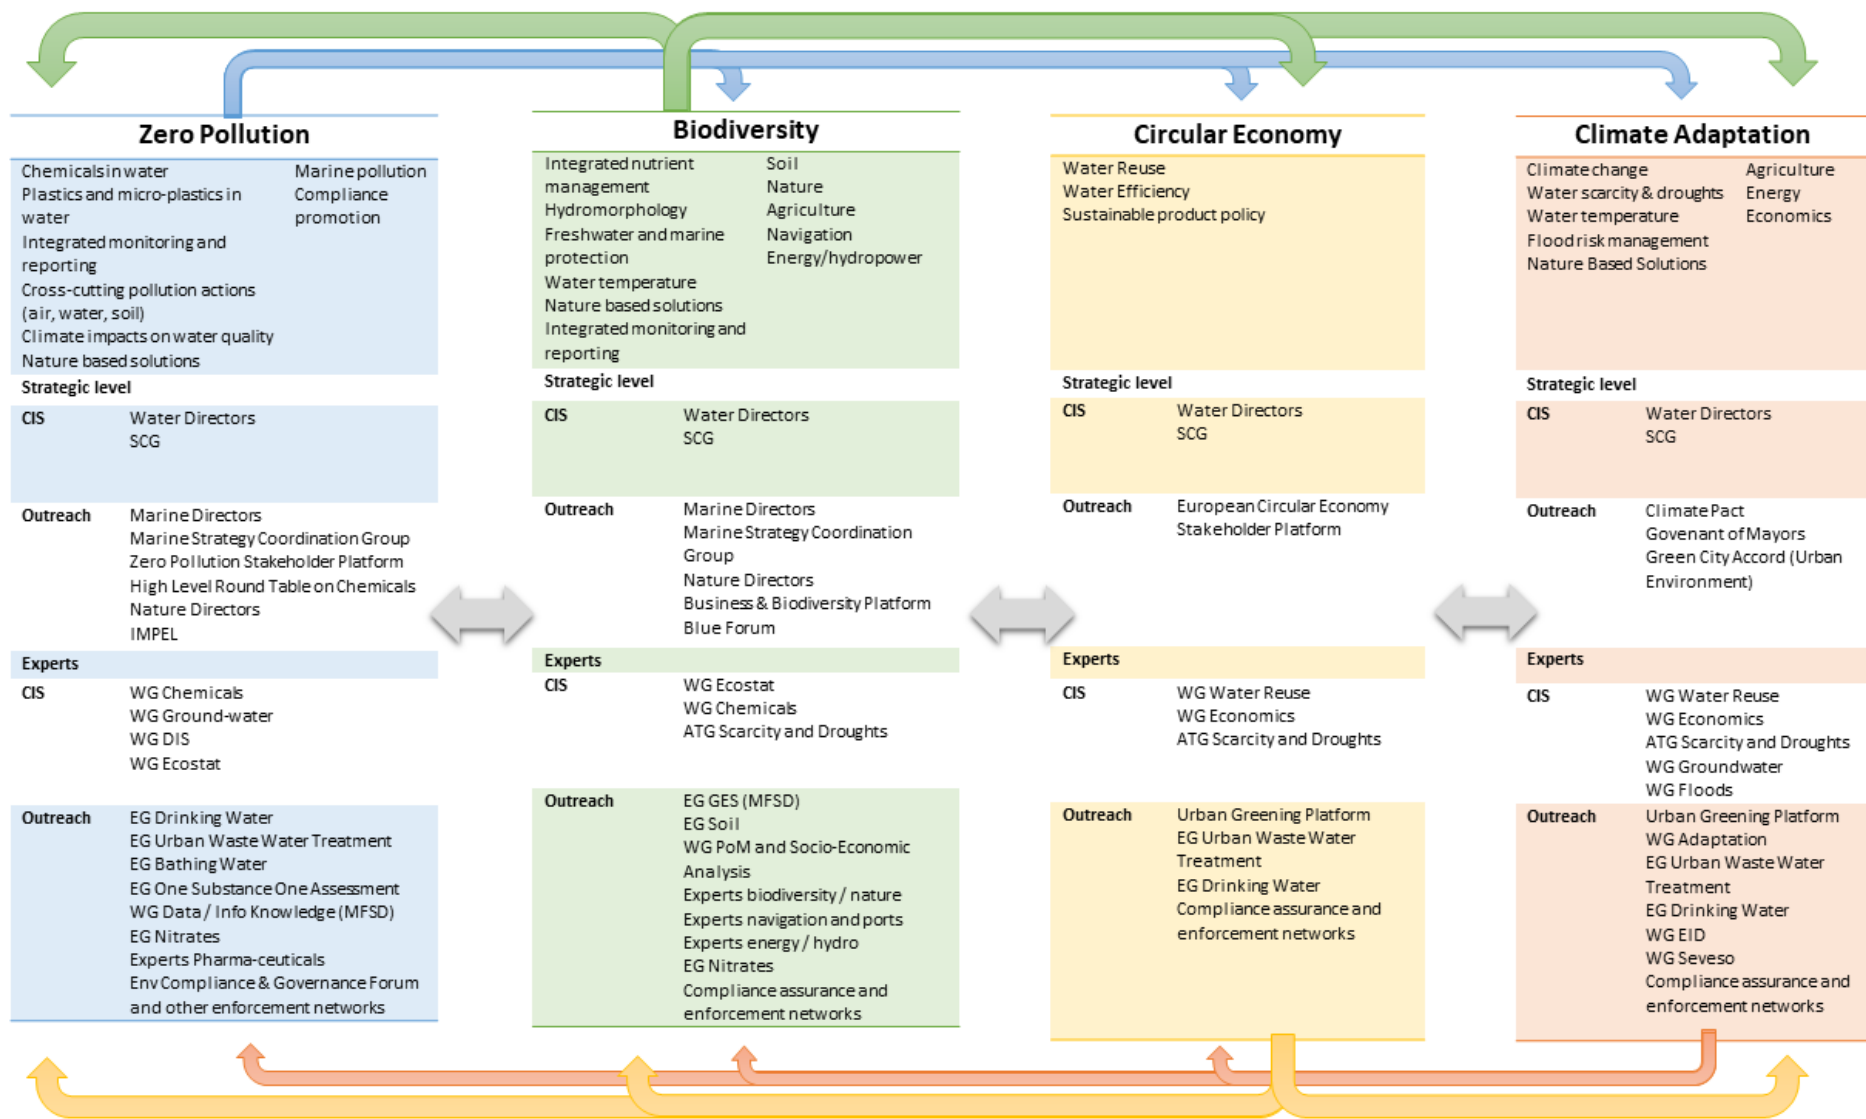 Zero Pollution
Chemicals in water
Plastics and micro-plastics in
water
Integrated monitoring and
reporting
Cross-cutting pollution actions
(air, water, soil)
Climate impacts on water quality
Nature based solutions
Marine pollution
Compliance
promotion
Strategic level
CIS
Water Directors
SCG
Outreach
Marine Directors
Marine Strategy Coordination Group
Zero Pollution Stakeholder Platform
High Level Round Table on Chemicals
Nature Directors
IMPEL
Experts
CIS
WG Chemicals
WG Ground-water
WG DIS
WG Ecostat
Outreach
EG Drinking Water
EG Urban Waste Water Treatment
EG Bathing Water
EG One Substance One Assessment
WG Data / Info Knowledge (MFSD)
EG Nitrates
Experts Pharma-ceuticals
Env Compliance & Governance Forum
and other enforcement networks
Biodiversity
Integrated nutrient
management
Hydromorphology
Freshwater and marine
protection
Water temperature
Nature based solutions
Integrated monitoring and
reporting
Soil
Nature
Agriculture
Navigation
Energy/hydropower
Strategic level
CIS
Water Directors
SCG
Outreach
Marine Directors
Marine Strategy Coordination
Group
Nature Directors
Business & Biodiversity Platform
Blue Forum
Experts
CIS
WG Ecostat
WG Chemicals
ATG Scarcity and Droughts
Outreach
EG GES (MFSD)
EG Soil
WG PoM and Socio-Economic
Analysis
Experts biodiversity / nature
Experts navigation and ports
Experts energy / hydro
EG Nitrates
Compliance assurance and
enforcement networks
Circular Economy
Water Reuse
Water Efficiency
Sustainable product policy
Strategic level
CIS
Water Directors
SCG
Outreach
European Circular Economy
Stakeholder Platform
Experts
CIS
WG Water Reuse
WG Economics
ATG Scarcity and Droughts
Outreach
Urban Greening Platform
EG Urban Waste Water
Treatment
EG Drinking Water
Compliance assurance and
enforcement networks
Climate Adaptation
Climate change
Water scarcity & droughts
Water temperature
Flood risk management
Nature Based Solutions
Agriculture
Energy
Economics
Strategic level
CIS
Water Directors
SCG
Outreach
Climate Pact
Govenant of Mayors
Green City Accord (Urban
Environment)
Experts
CIS
WG Water Reuse
WG Economics
ATG Scarcity and Droughts
WG Groundwater
WG Floods
Outreach
Urban Greening Platform
WG Adaptation
EG Urban Waste Water
Treatment
EG Drinking Water
WG EID
WG Seveso
Compliance assurance and
enforcement networks